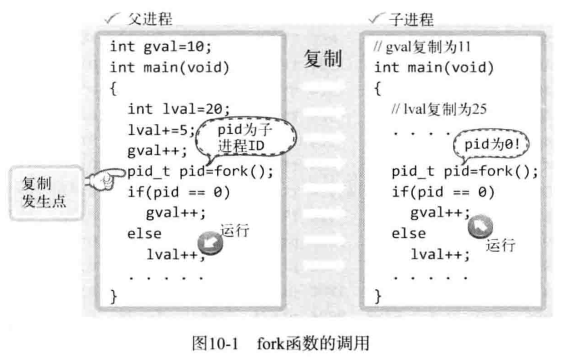 ✓ 父进程
int gval=10;
int main(void)
{
int lval=20;
lval+=5;
gval++;
pid为子
进程ID
pid_t pid=fork();
if(pid == 0)
gval++;
else
运行
lval++;
. . . . .
}
复制
发生点
复制
✓ 子进程
// gval复制为11
int main(void)
{
// lval复制为25
. . . . .
pid为0!
pid_t pid=fork();
if(pid == 0)
gval++;
else
运行
lval++;
. . . . .
}
图10-1 fork函数的调用